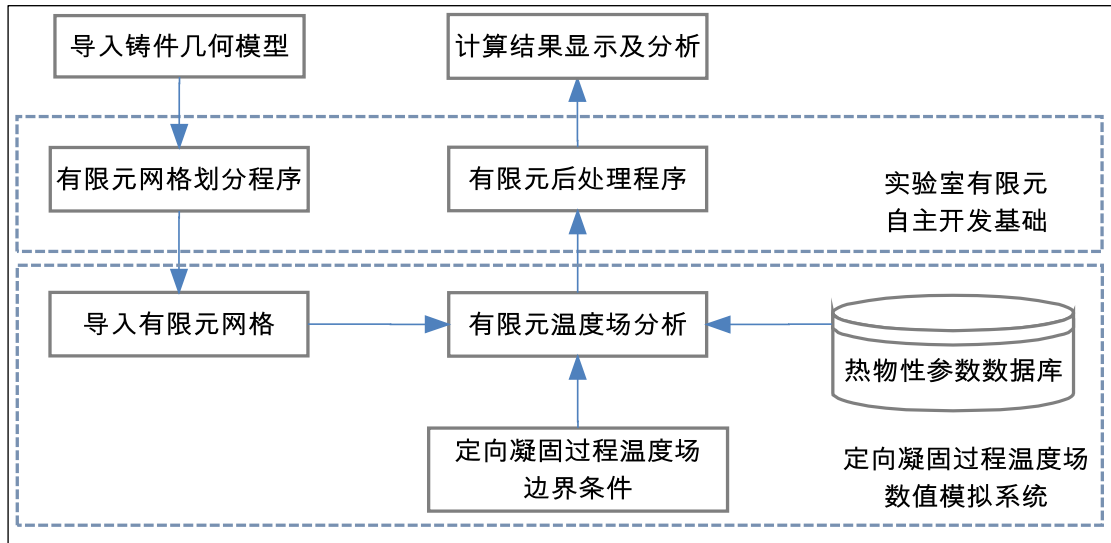 导入铸件几何模型
计算结果显示及分析
有限元网格划分程序
有限元后处理程序
实验室有限元
自主开发基础
导入有限元网格
有限元温度场分析
热物性参数数据库
定向凝固过程温度场
边界条件
定向凝固过程温度场
数值模拟系统